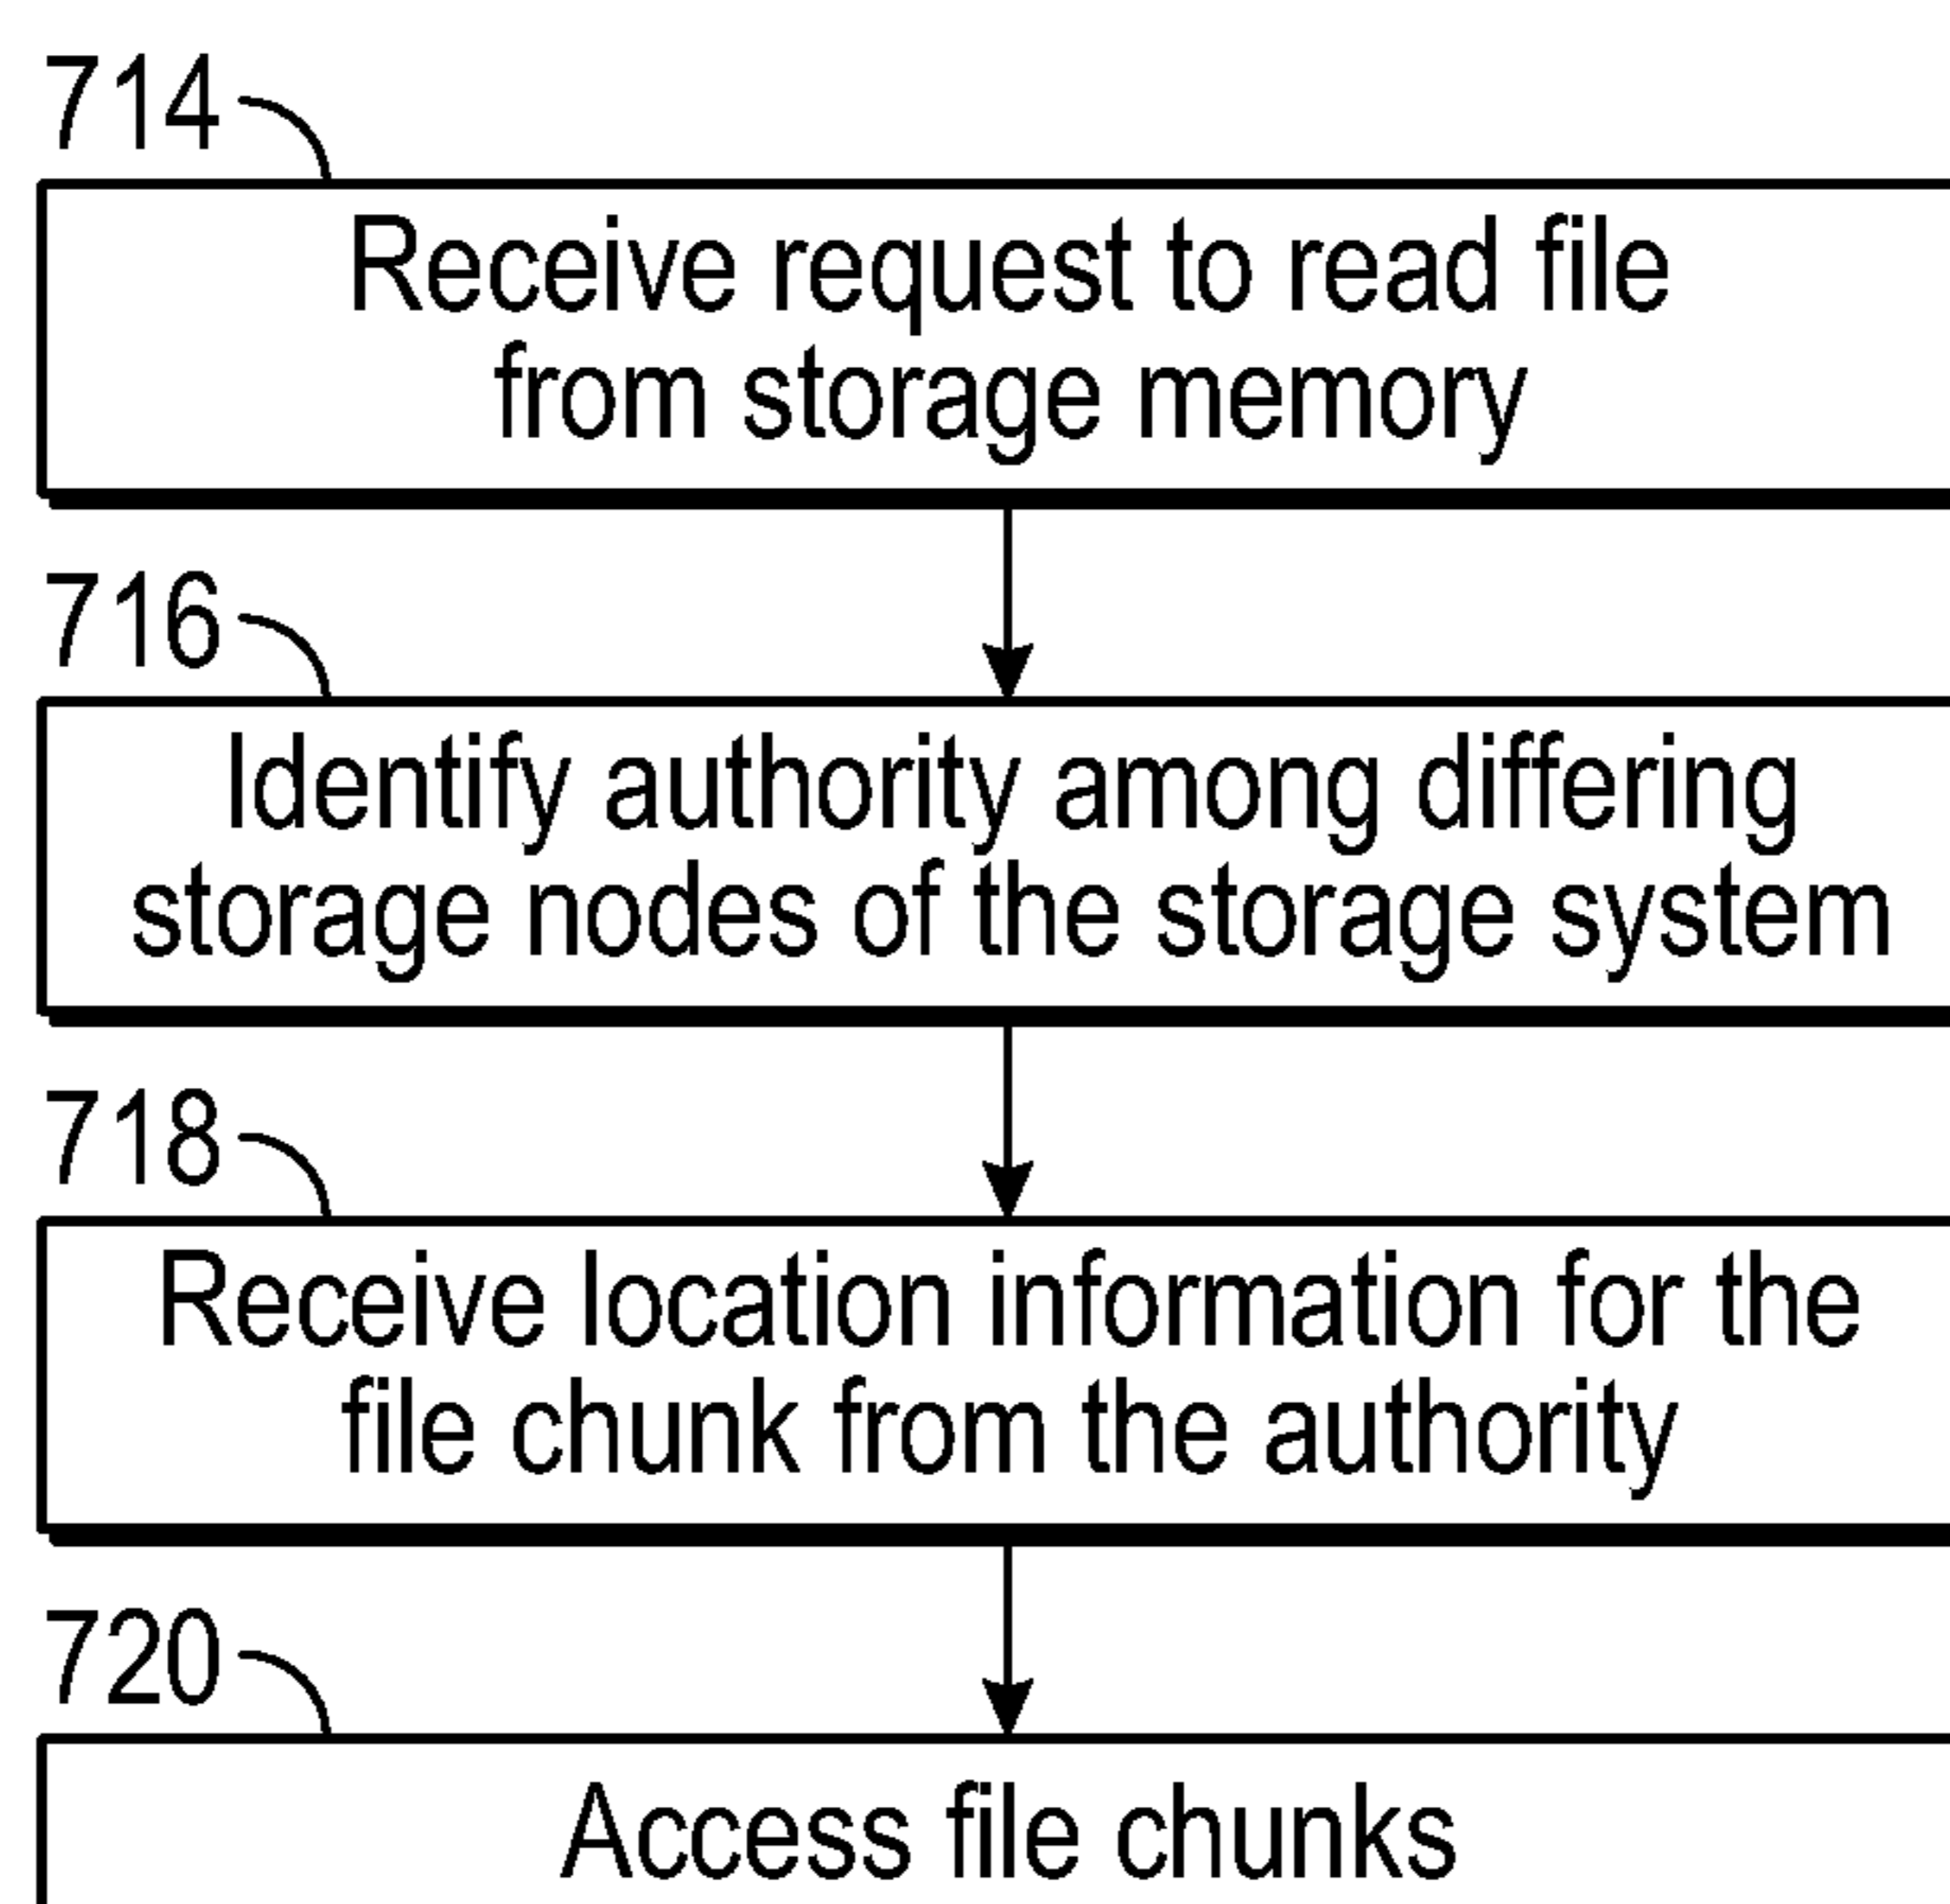 714
Receive request to read file
from storage memory
716
Identify authority among differing
storage nodes of the storage system
718
Receive location information for the
file chunk from the authority
720
Access file chunks